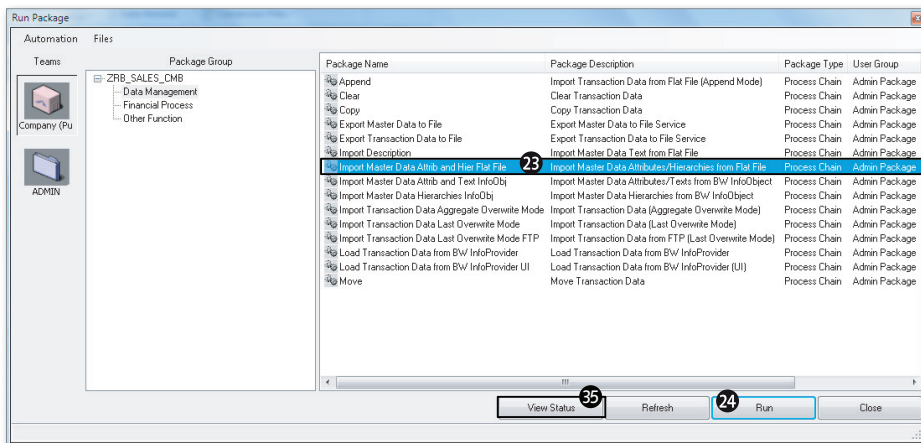 Run Package
Automation Files
Teams
Company (Pu
ADMIN
Package Group
ZRB_SALES_CMB
Data Management
Financial Process
Other Function
Package Name Package Description Package Type User Group
Append Import Transaction Data from Flat File (Append Mode) Process Chain Admin Package
Clear Clear Transaction Data Process Chain Admin Package
Copy Copy Transaction Data Process Chain Admin Package
Export Master Data to File Export Master Data to File Service Process Chain Admin Package
Export Transaction Data to File Export Transaction Data to File Service Process Chain Admin Package
Import Description Import Master Data Text from Flat File Process Chain Admin Package
Import Master Data Attrib and Hier Flat File 23 Import Master Data Attributes/Hierarchies from Flat File Process Chain Admin Package
Import Master Data Attrib and Text InfoObj Import Master Data Attributes/Texts from BW InfoObject Process Chain Admin Package
Import Master Data Hierarchies InfoObj Import Master Data Hierarchies from BW InfoObject Process Chain Admin Package
Import Transaction Data Aggregate Overwrite Mode Import Transaction Data (Aggregate Overwrite Mode) Process Chain Admin Package
Import Transaction Data Last Overwrite Mode Import Transaction Data (Last Overwrite Mode) Process Chain Admin Package
Import Transaction Data Last Overwrite Mode FTP Import Transaction Data from FTP (Last Overwrite Mode) Process Chain Admin Package
Load Transaction Data from BW InfoProvider Load Transaction Data from BW InfoProvider Process Chain Admin Package
Load Transaction Data from BW InfoProvider UI Load Transaction Data from BW InfoProvider (UI) Process Chain Admin Package
Move Move Transaction Data Process Chain Admin Package
View Status 35 Refresh 24 Run Close